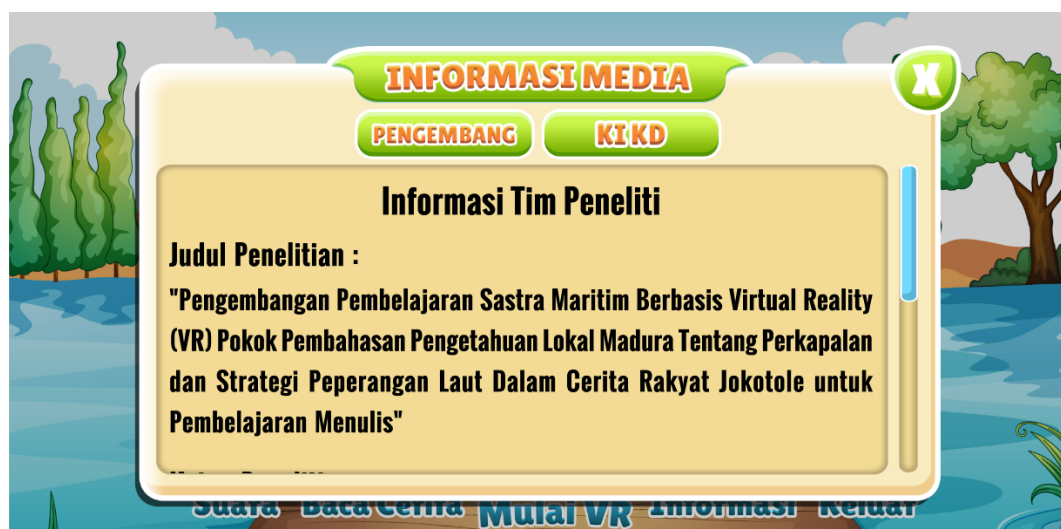 INFORMASI MEDIA
X
PENGEMBANG
KI KD
Informasi Tim Peneliti
Judul Penelitian :
"Pengembangan Pembelajaran Sastra Maritim Berbasis Virtual Reality
(VR) Pokok Pembahasan Pengetahuan Lokal Madura Tentang Perkapalan
dan Strategi Peperangan Laut Dalam Cerita Rakyat Jokotole untuk
Pembelajaran Menulis"
Suara Baca Cerita Mulai VR Informasi Keluar